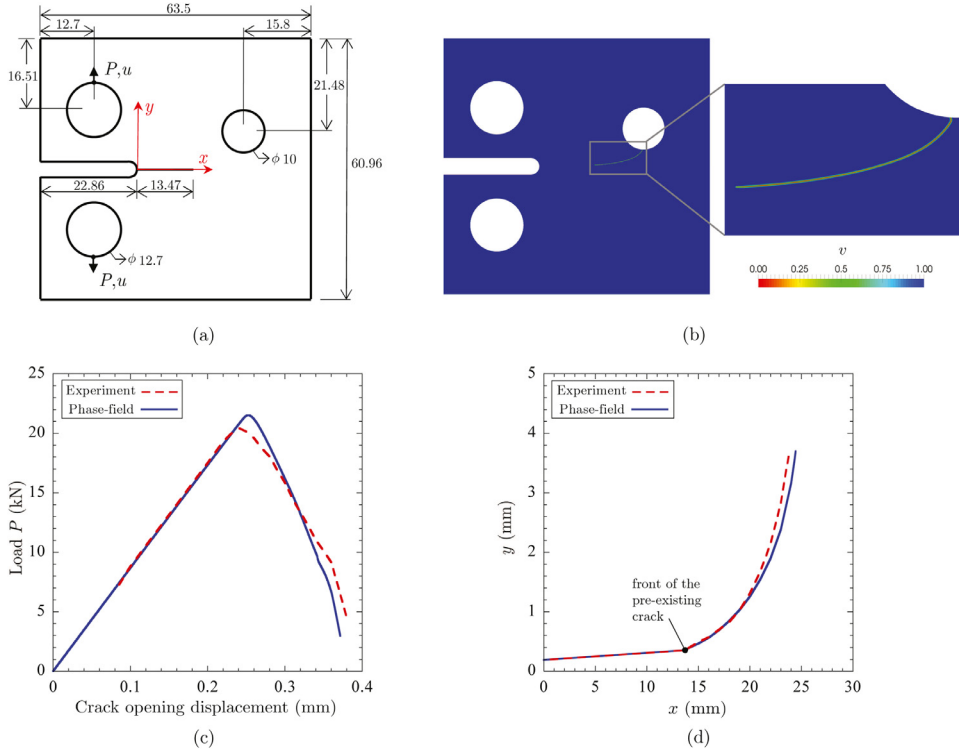 63.5
12.7
15.8
16.51
P,u
21.48
y
x
ϕ 10
60.96
22.86
13.47
ϕ 12.7
P,u
(a)
v
0.00 0.25 0.50 0.75 1.00
(b)
25
20
15
10
5
0
Load P (kN)
Experiment
Phase-field
0 0.1 0.2 0.3 0.4
Crack opening displacement (mm)
(c)
5
4
3
2
1
0
y (mm)
Experiment
Phase-field
front of the
pre-existing
crack
0 5 10 15 20 25 30
x (mm)
(d)